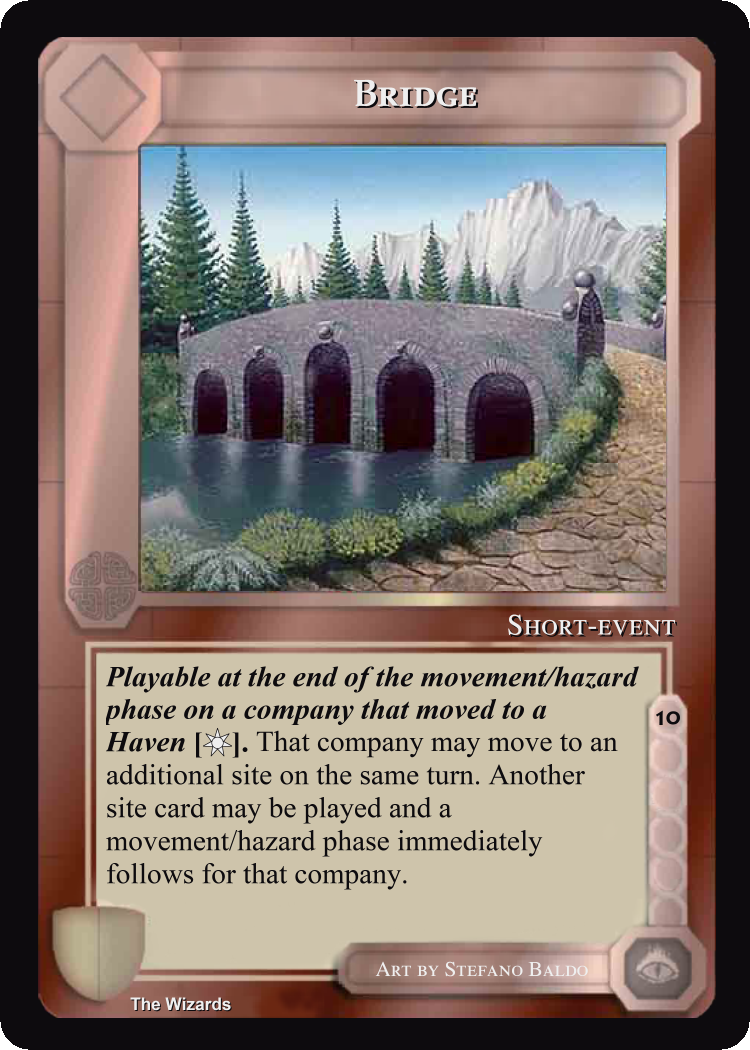 Bridge
Short-event
Playable at the end of the movement/hazard
phase on a company that moved to a
Haven [ ]. That company may move to an
additional site on the same turn. Another
site card may be played and a
movement/hazard phase immediately
follows for that company.
10
Art by Stefano Baldo
The Wizards